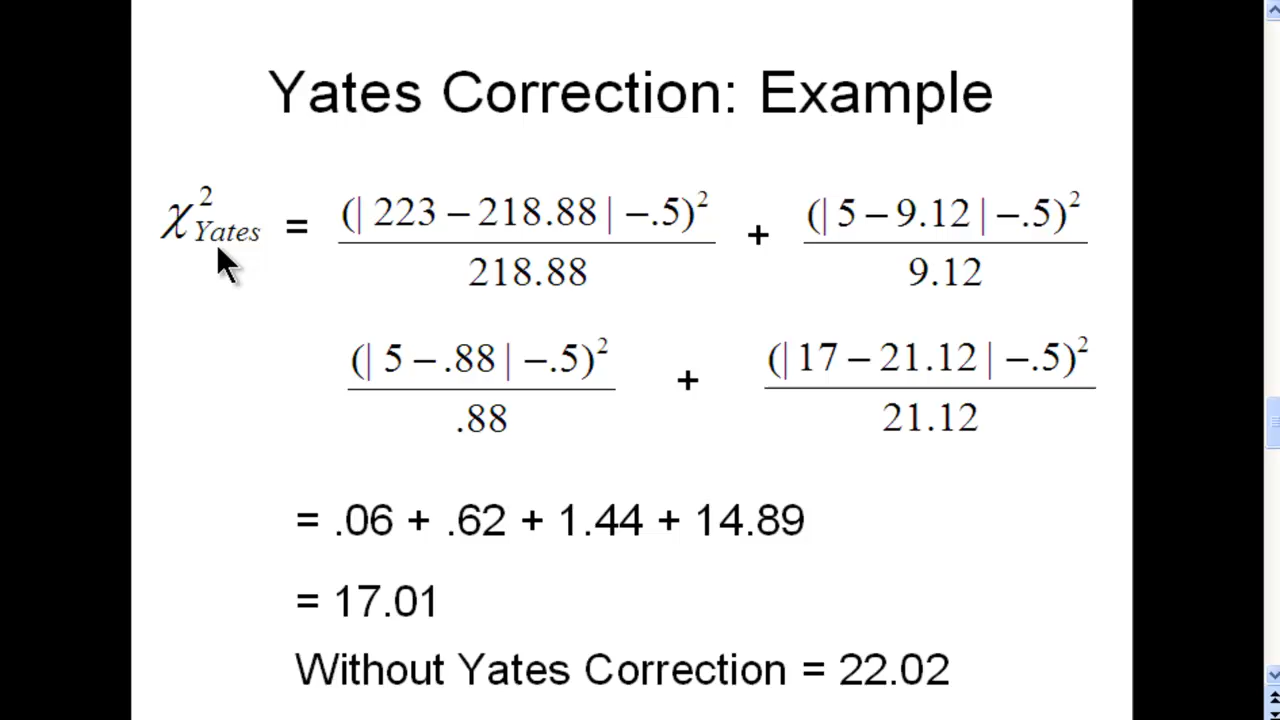 Yates Correction: Example
χ²Yates = (| 223 − 218.88 | −.5)² / 218.88 + (| 5 − 9.12 | −.5)² / 9.12
(| 5 − .88 | −.5)² / .88 + (| 17 − 21.12 | −.5)² / 21.12
= .06 + .62 + 1.44 + 14.89
= 17.01
Without Yates Correction = 22.02